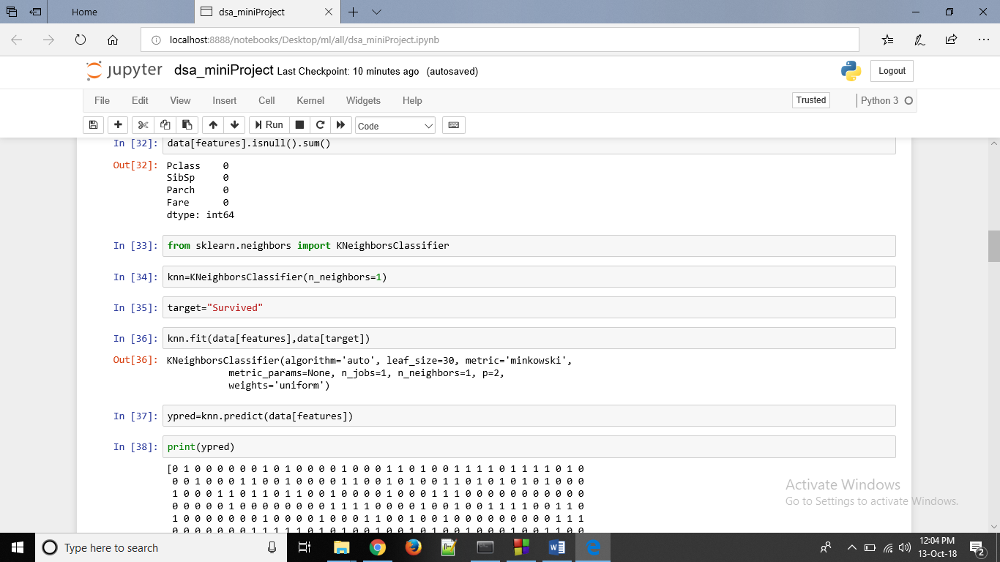 Home
dsa_miniProject
localhost:8888/notebooks/Desktop/ml/all/dsa_miniProject.ipynb
jupyter dsa_miniProject Last Checkpoint: 10 minutes ago (autosaved)
Logout
File Edit View Insert Cell Kernel Widgets Help
Trusted
Python 3
Run
Code
In [32]: data[features].isnull().sum()
Out[32]: Pclass 0
SibSp 0
Parch 0
Fare 0
dtype: int64
In [33]: from sklearn.neighbors import KNeighborsClassifier
In [34]: knn=KNeighborsClassifier(n_neighbors=1)
In [35]: target="Survived"
In [36]: knn.fit(data[features],data[target])
Out[36]: KNeighborsClassifier(algorithm='auto', leaf_size=30, metric='minkowski',
metric_params=None, n_jobs=1, n_neighbors=1, p=2,
weights='uniform')
In [37]: ypred=knn.predict(data[features])
In [38]: print(ypred)
[0 1 0 0 0 0 0 0 1 0 1 0 0 0 0 1 0 0 0 1 1 0 1 0 0 1 1 1 1 0 1 1 1 1 0 1 0
0 0 1 0 0 0 1 1 0 0 1 0 0 0 0 1 1 0 0 1 0 1 0 0 1 1 0 1 0 1 0 1 0 1 0 0 0
1 0 0 0 1 1 0 1 1 0 1 1 0 0 1 0 0 0 0 1 0 0 0 1 1 1 0 0 0 0 0 0 0 0 0 0 0
0 0 0 0 0 1 0 0 0 0 0 0 0 0 1 1 1 1 0 0 0 0 1 0 0 1 0 0 1 1 1 1 0 0 1 1 0
1 0 0 0 0 0 0 0 1 0 0 0 0 1 0 0 0 1 1 0 0 1 0 0 1 0 0 0 0 0 0 0 0 0 1 1 1
0 0 0 0 0 0 0 1 1 1 1 1 0 1 0 1 0 0 1 0 0 1 0 1 0 0 1 0 0 0 1 0 0 1 1 0 0
Activate Windows
Go to Settings to activate Windows.
Type here to search
12:04 PM
13-Oct-18
2